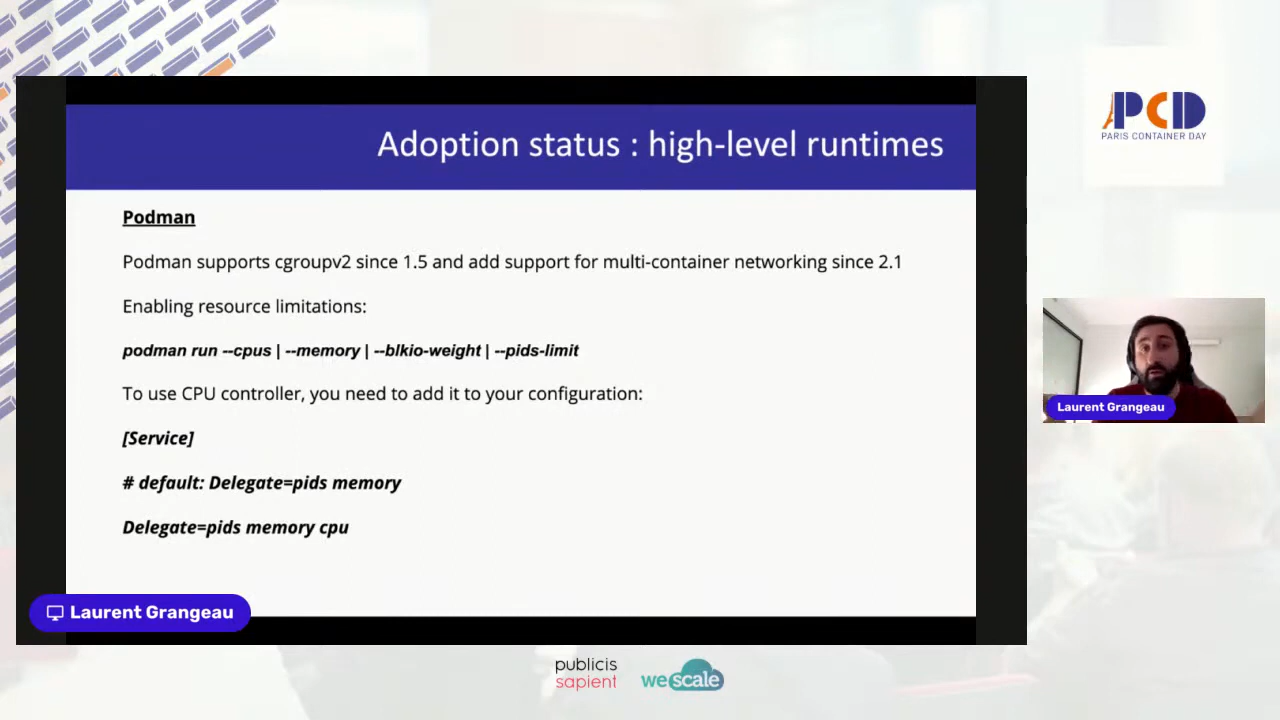 Adoption status : high-level runtimes
Podman
Podman supports cgroupv2 since 1.5 and add support for multi-container networking since 2.1
Enabling resource limitations:
podman run --cpus | --memory | --blkio-weight | --pids-limit
To use CPU controller, you need to add it to your configuration:
[Service]
# default: Delegate=pids memory
Delegate=pids memory cpu
Laurent Grangeau
PCD
PARIS CONTAINER DAY
Laurent Grangeau
publicis
sapient
wescale